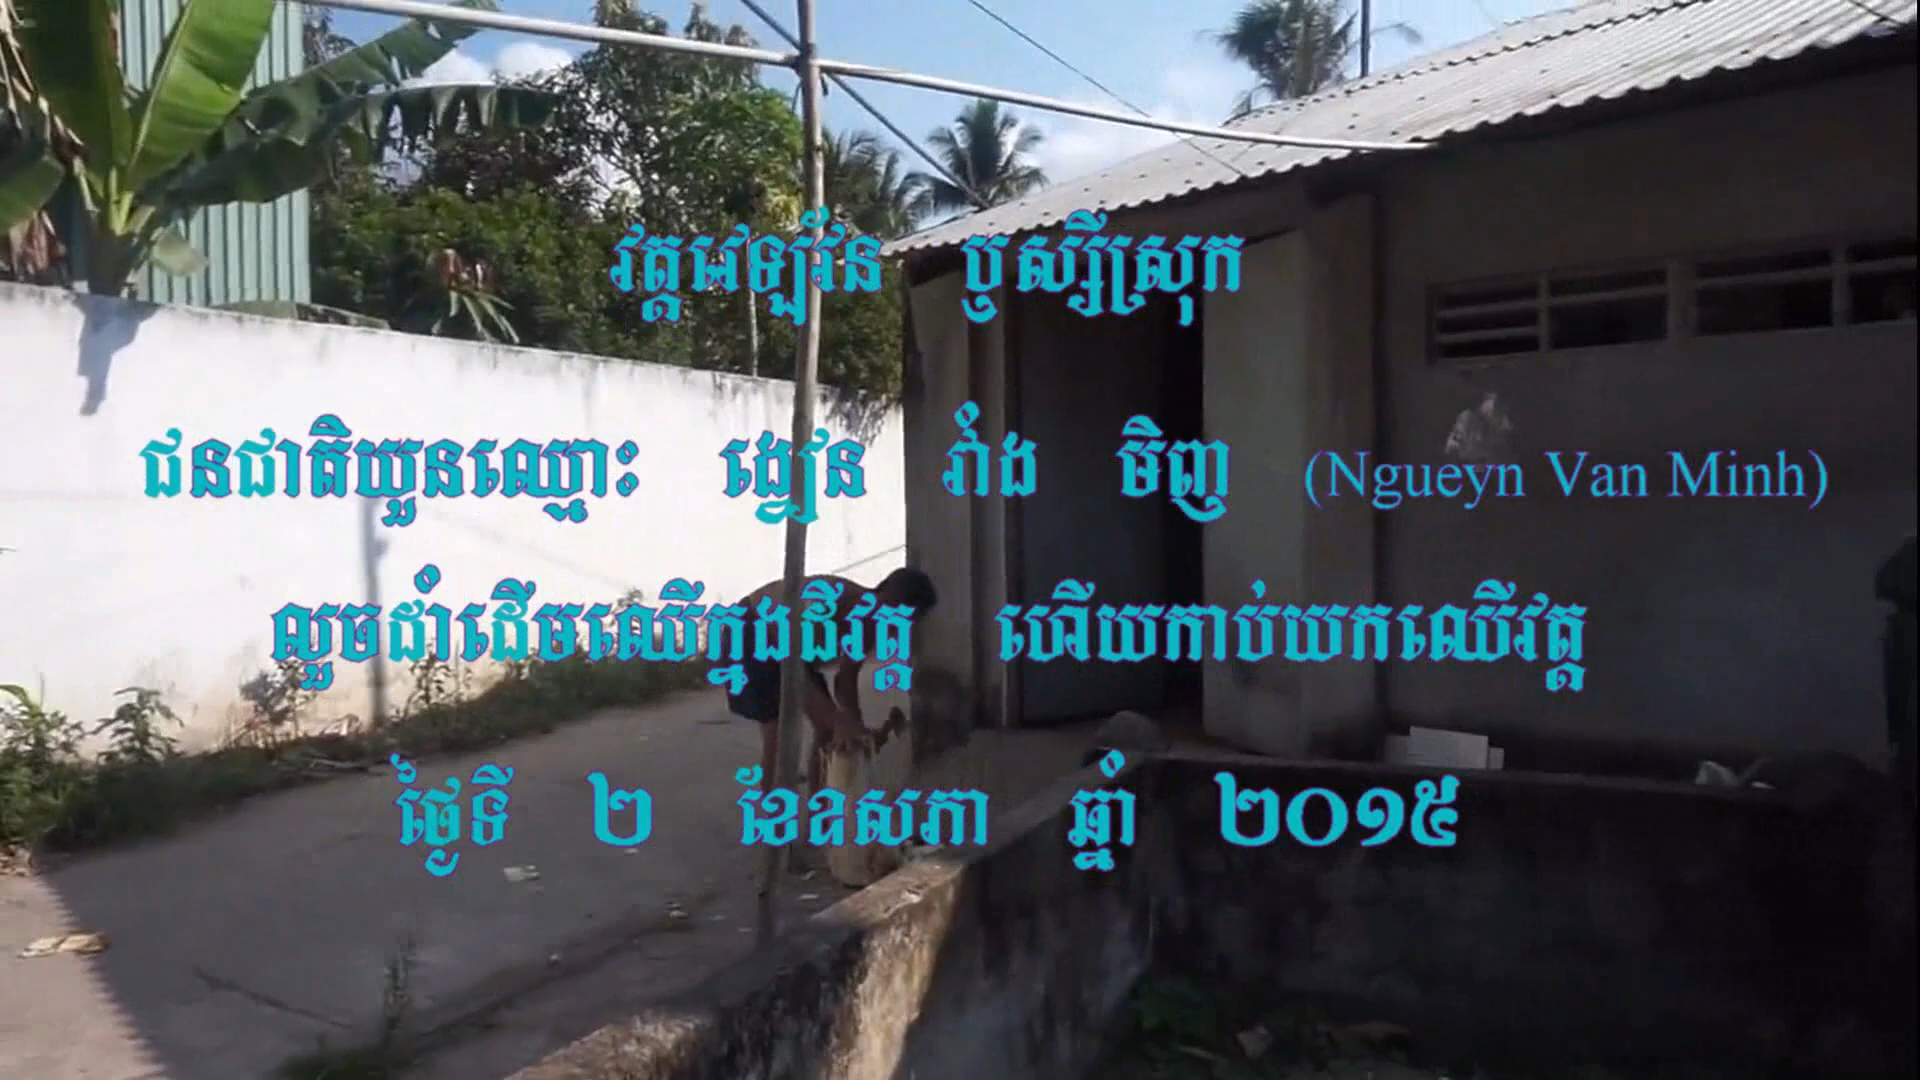 វត្តវេឡុវ័ន ឫស្សីស្រុក
ជនជាតិយួនឈ្មោះ ង្វៀន វ៉ាំង មិញ (Ngueyn Van Minh)
លួចដាំដើមឈើក្នុងដីវត្ត ហើយកាប់យកឈើវត្ត
ថ្ងៃទី ២ ខែឧសភា ឆ្នាំ ២០១៥